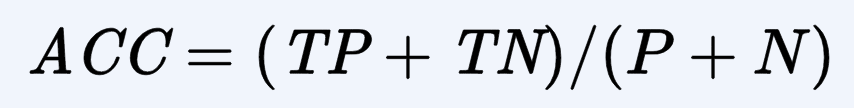 ACC = (TP + TN)/(P + N)